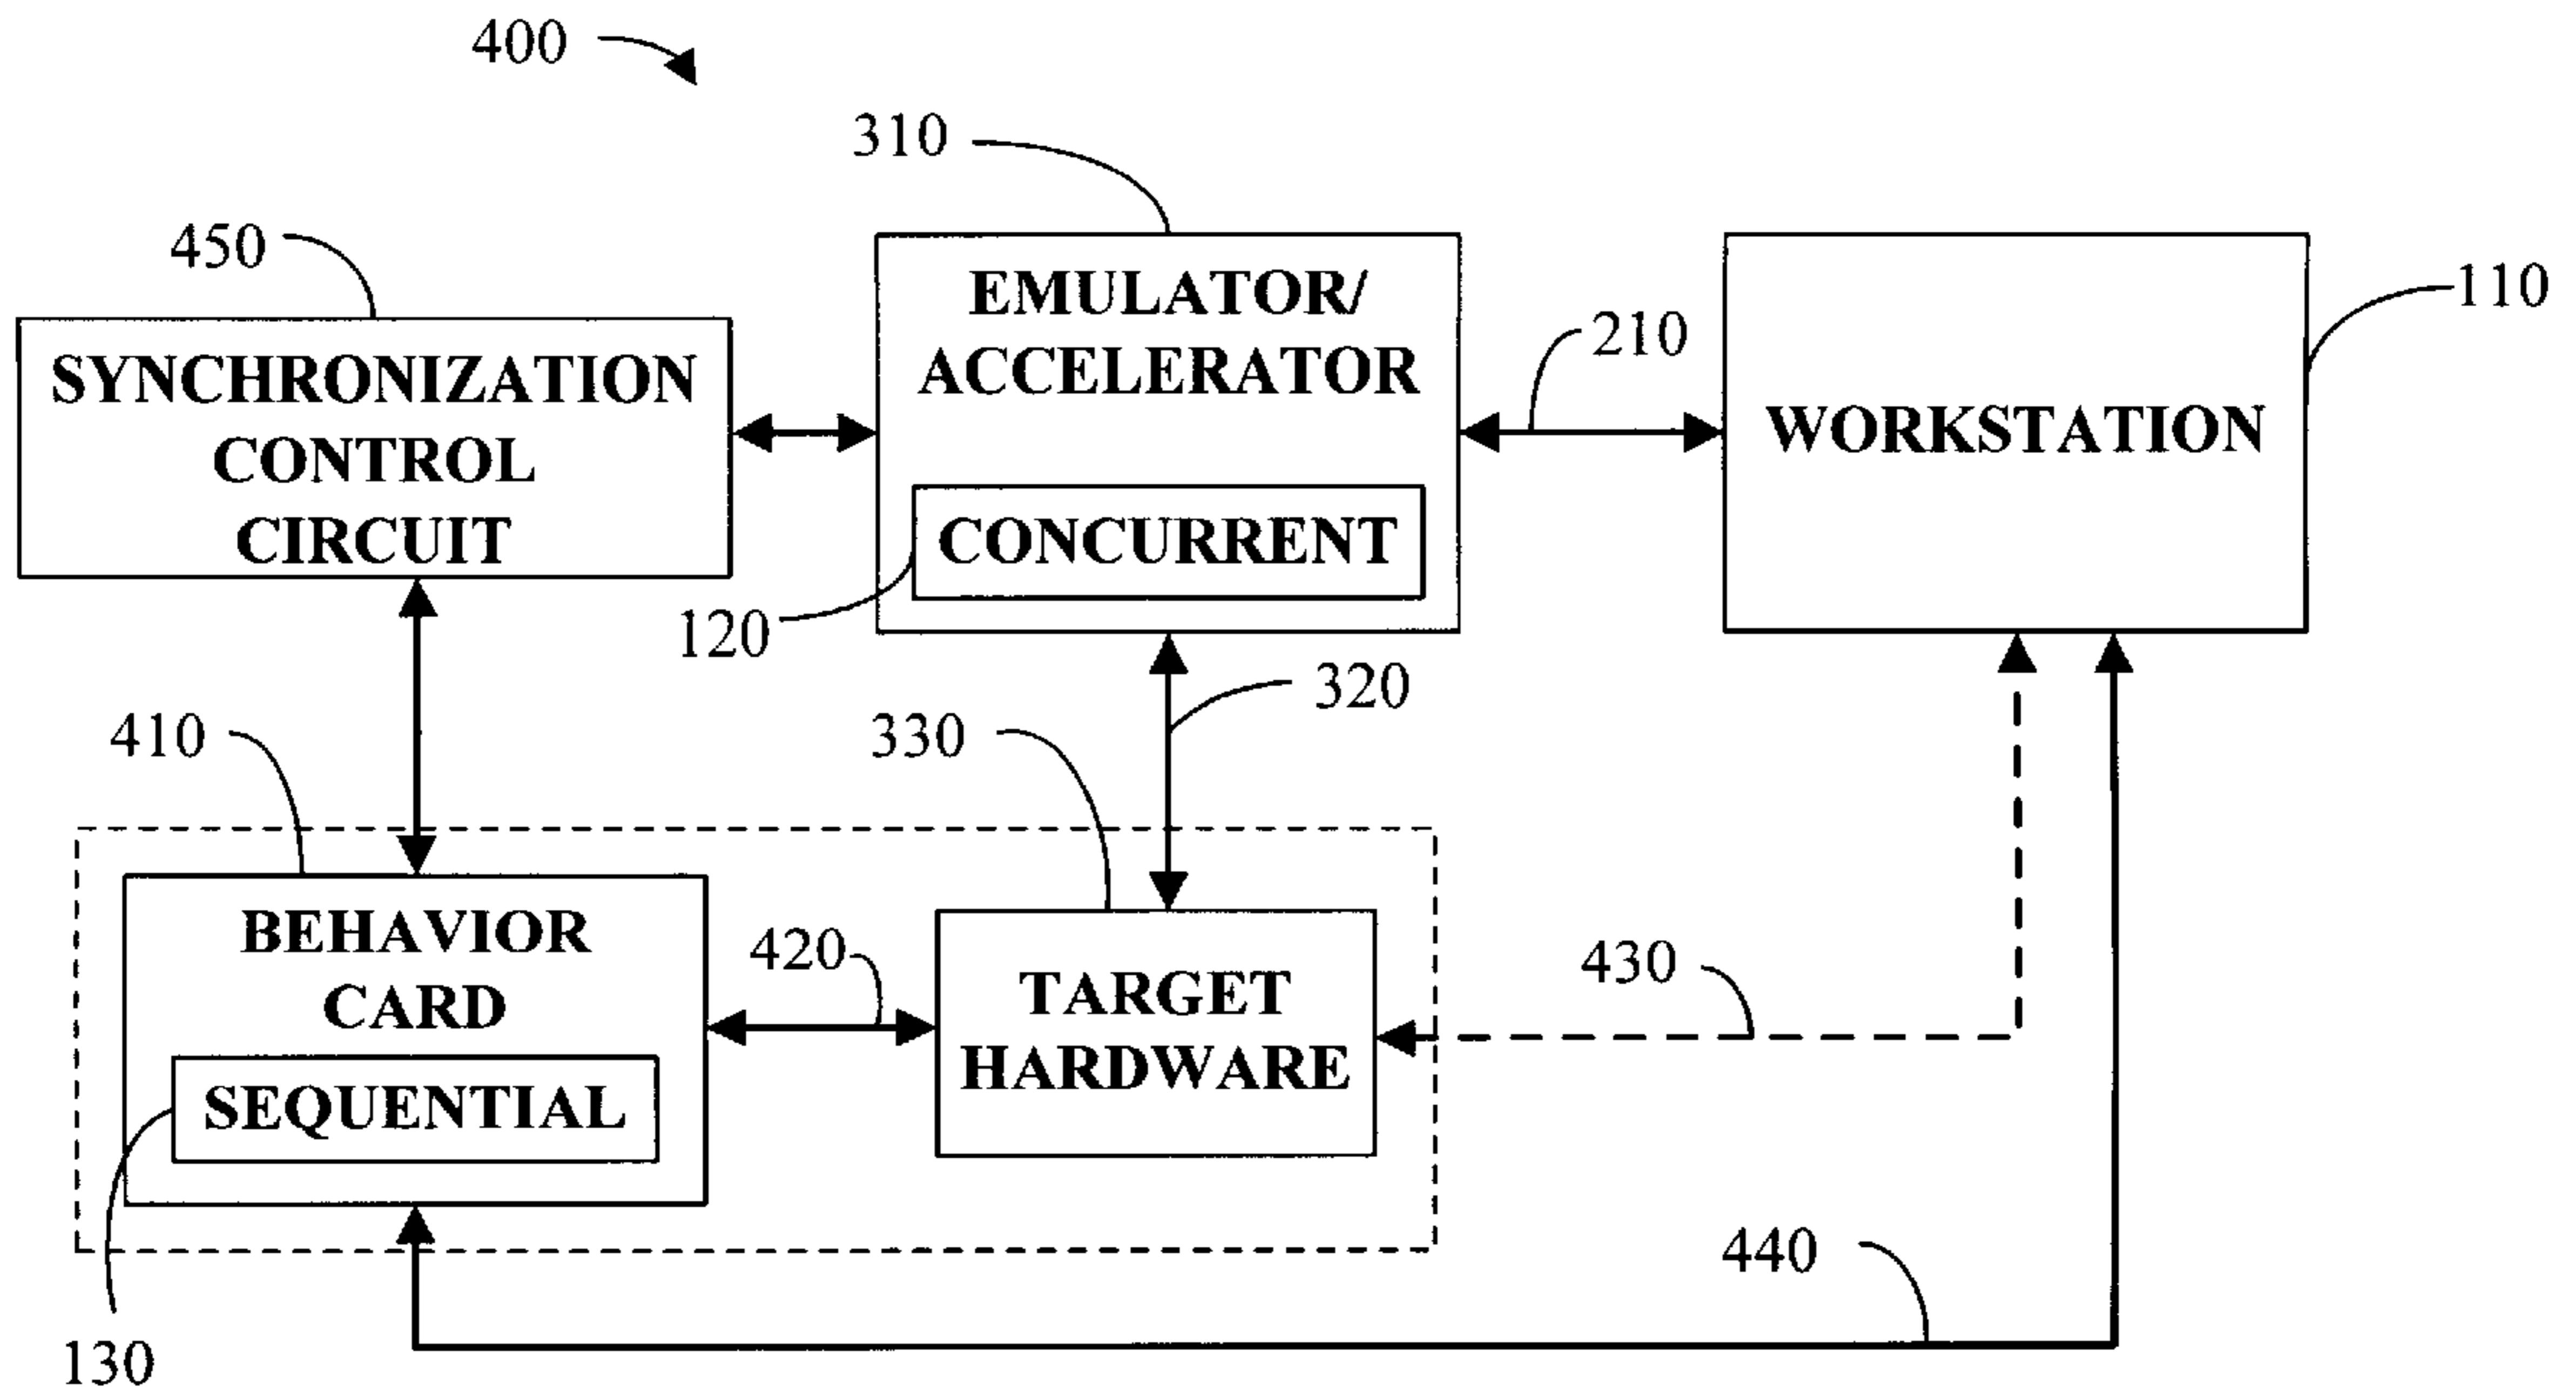 400
310
450
EMULATOR/
ACCELERATOR
110
210
SYNCHRONIZATION
CONTROL
CIRCUIT
WORKSTATION
CONCURRENT
120
320
410
330
BEHAVIOR
CARD
420
TARGET
HARDWARE
430
SEQUENTIAL
440
130